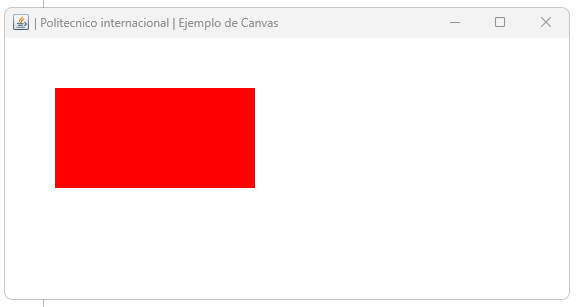 | Politecnico internacional | Ejemplo de Canvas